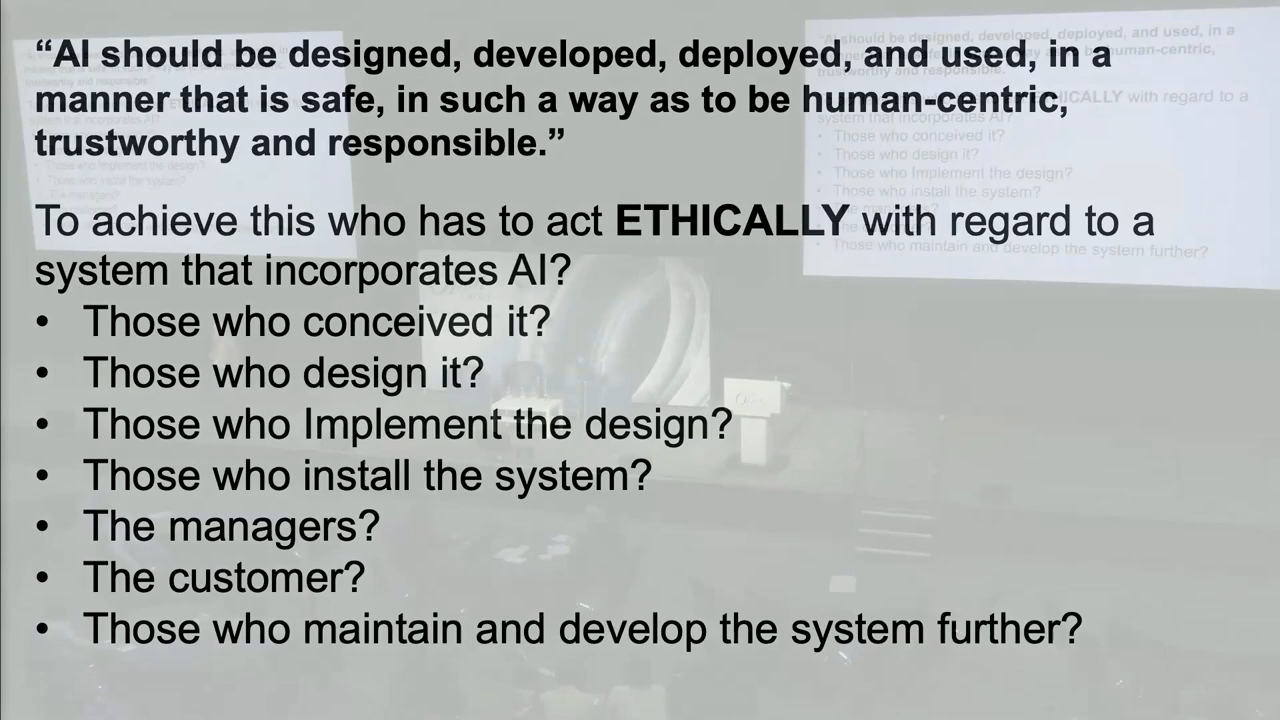 “AI should be designed, developed, deployed, and used, in a
manner that is safe, in such a way as to be human-centric,
trustworthy and responsible.”
To achieve this who has to act ETHICALLY with regard to a
system that incorporates AI?
• Those who conceived it?
• Those who design it?
• Those who Implement the design?
• Those who install the system?
• The managers?
• The customer?
• Those who maintain and develop the system further?